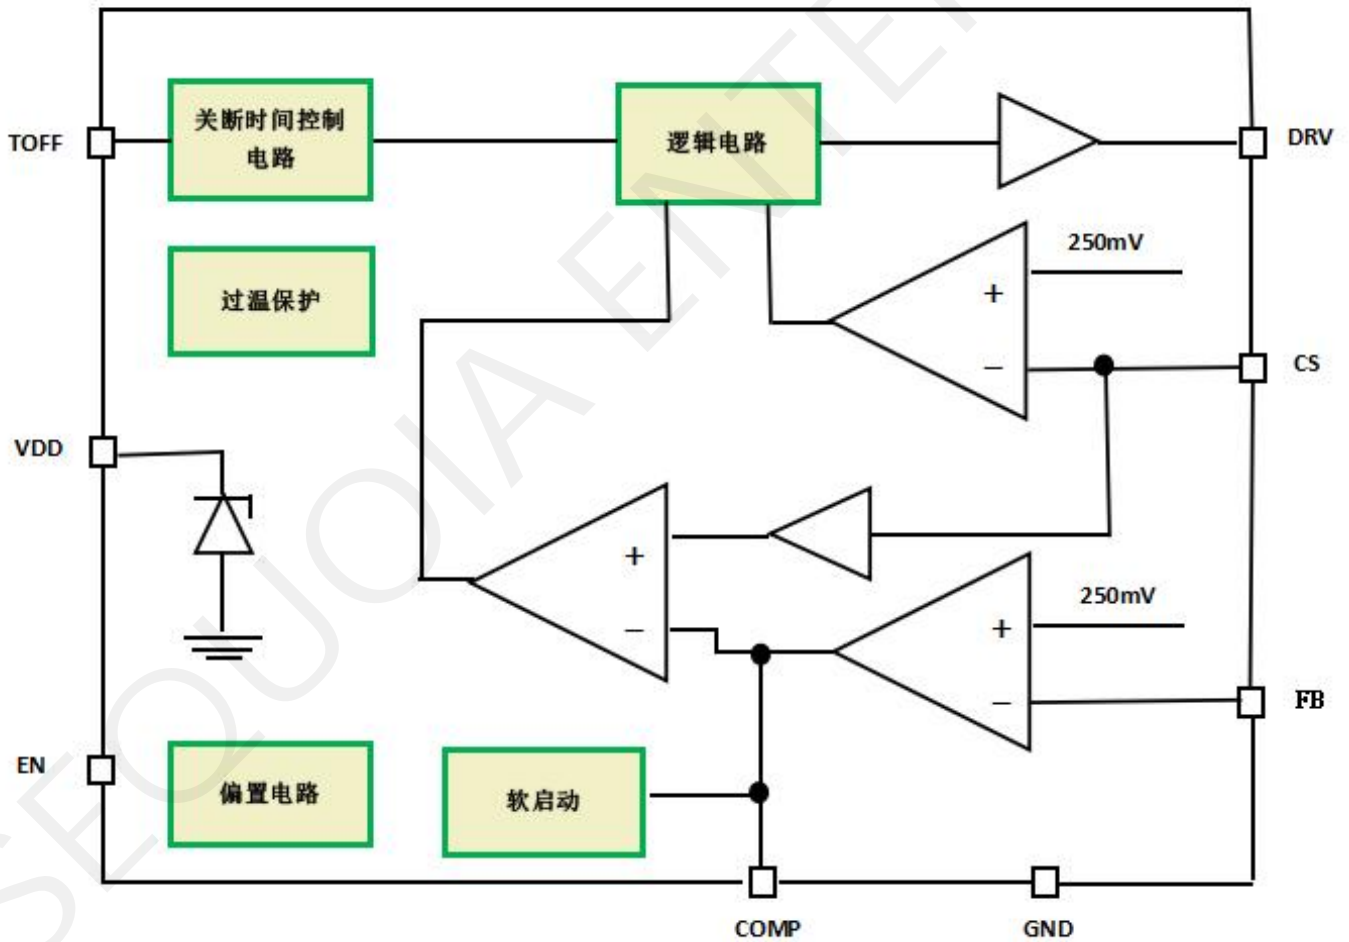 TOFF
关断时间控制
电路
逻辑电路
DRV
250mV
+
−
CS
过温保护
VDD
+
−
250mV
+
−
FB
EN
偏置电路
软启动
COMP
GND
SEQUOIA ENTE